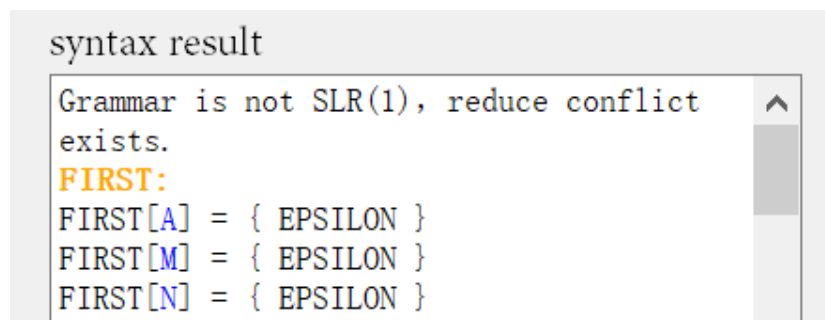 syntax result
Grammar is not SLR(1), reduce conflict
exists.
FIRST:
FIRST[A] = { EPSILON }
FIRST[M] = { EPSILON }
FIRST[N] = { EPSILON }